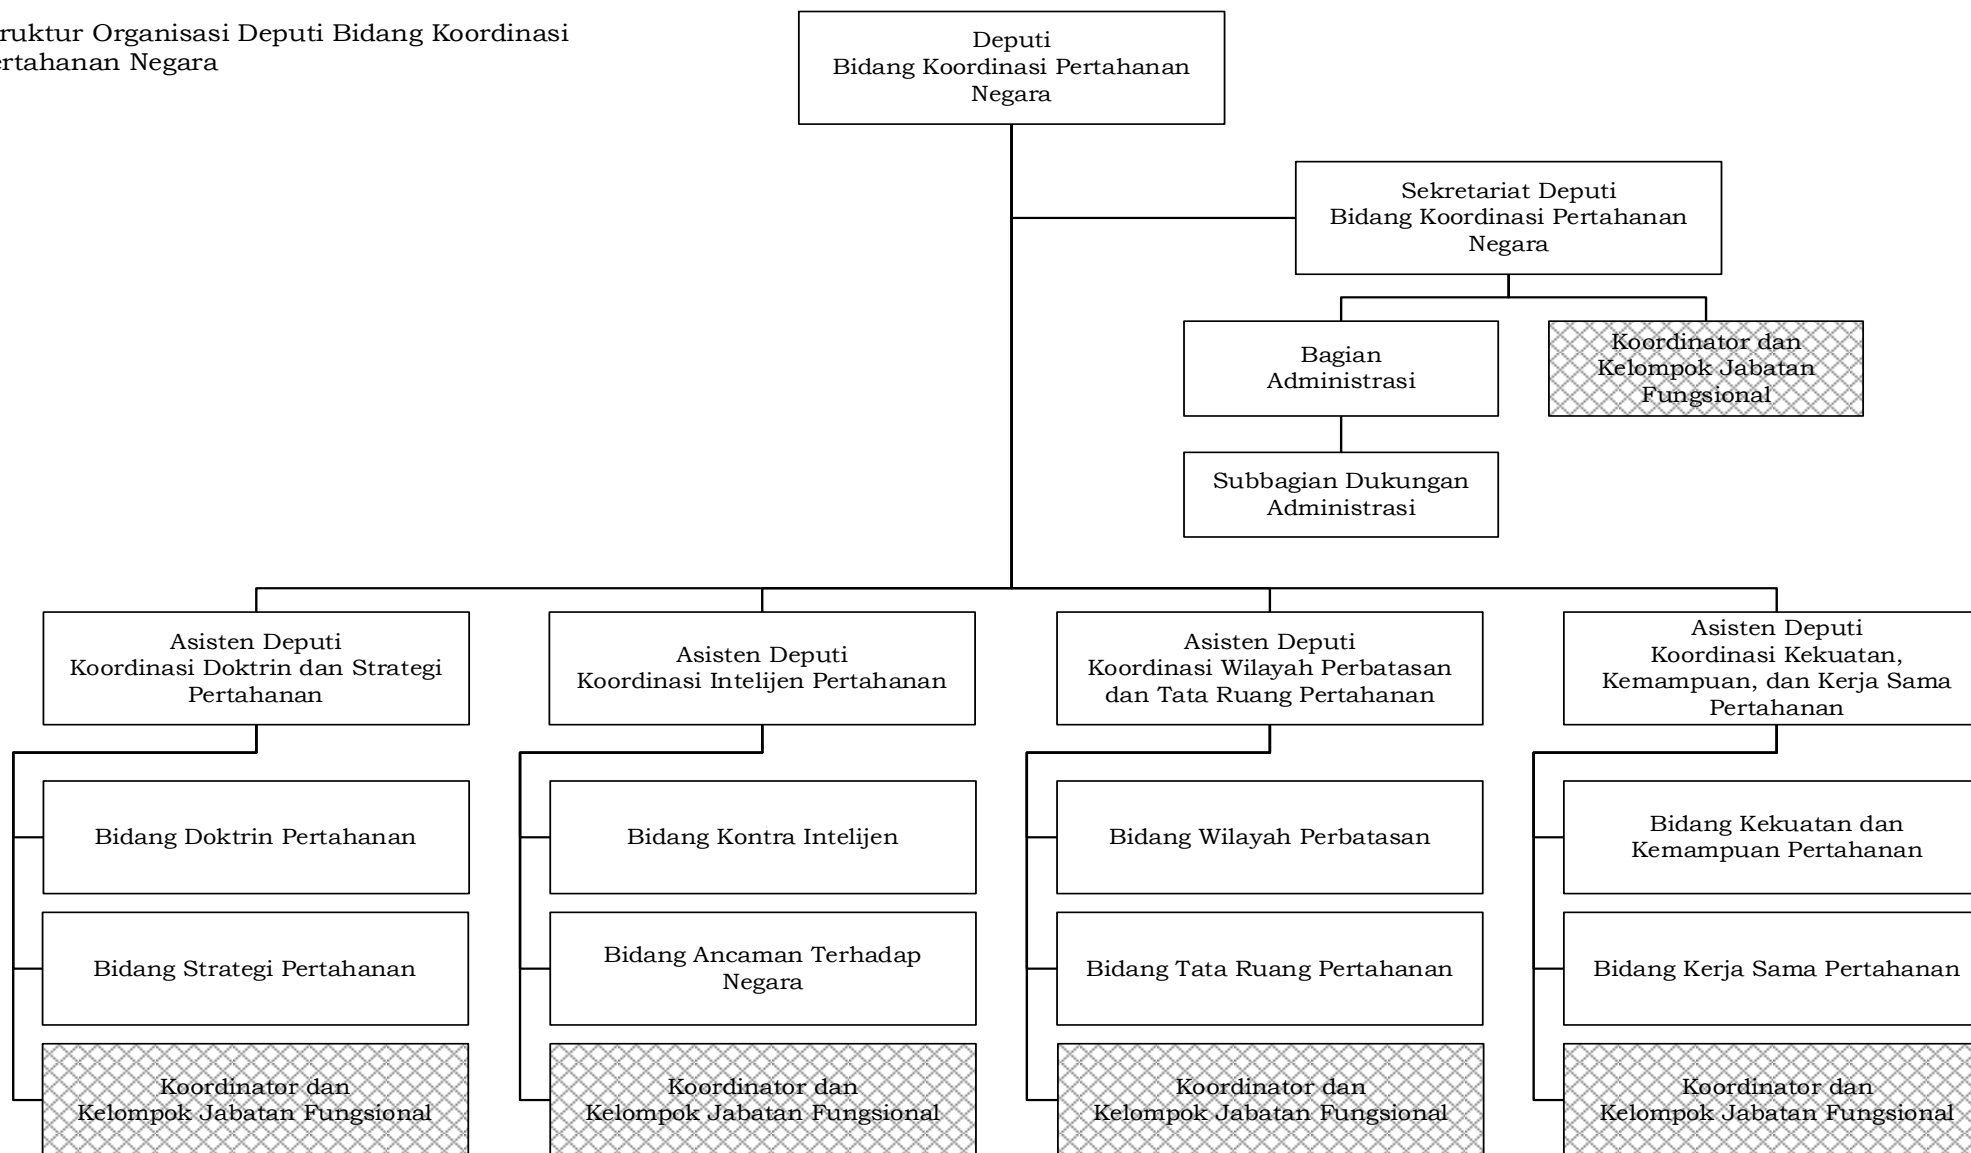 ruktur Organisasi Deputi Bidang Koordinasi
ertahanan Negara
Deputi
Bidang Koordinasi Pertahanan
Negara
Sekretariat Deputi
Bidang Koordinasi Pertahanan
Negara
Bagian
Administrasi
Koordinator dan
Kelompok Jabatan
Fungsional
Subbagian Dukungan
Administrasi
Asisten Deputi
Koordinasi Doktrin dan Strategi
Pertahanan
Asisten Deputi
Koordinasi Intelijen Pertahanan
Asisten Deputi
Koordinasi Wilayah Perbatasan
dan Tata Ruang Pertahanan
Asisten Deputi
Koordinasi Kekuatan,
Kemampuan, dan Kerja Sama
Pertahanan
Bidang Doktrin Pertahanan
Bidang Kontra Intelijen
Bidang Wilayah Perbatasan
Bidang Kekuatan dan
Kemampuan Pertahanan
Bidang Strategi Pertahanan
Bidang Ancaman Terhadap
Negara
Bidang Tata Ruang Pertahanan
Bidang Kerja Sama Pertahanan
Koordinator dan
Kelompok Jabatan Fungsional
Koordinator dan
Kelompok Jabatan Fungsional
Koordinator dan
Kelompok Jabatan Fungsional
Koordinator dan
Kelompok Jabatan Fungsional